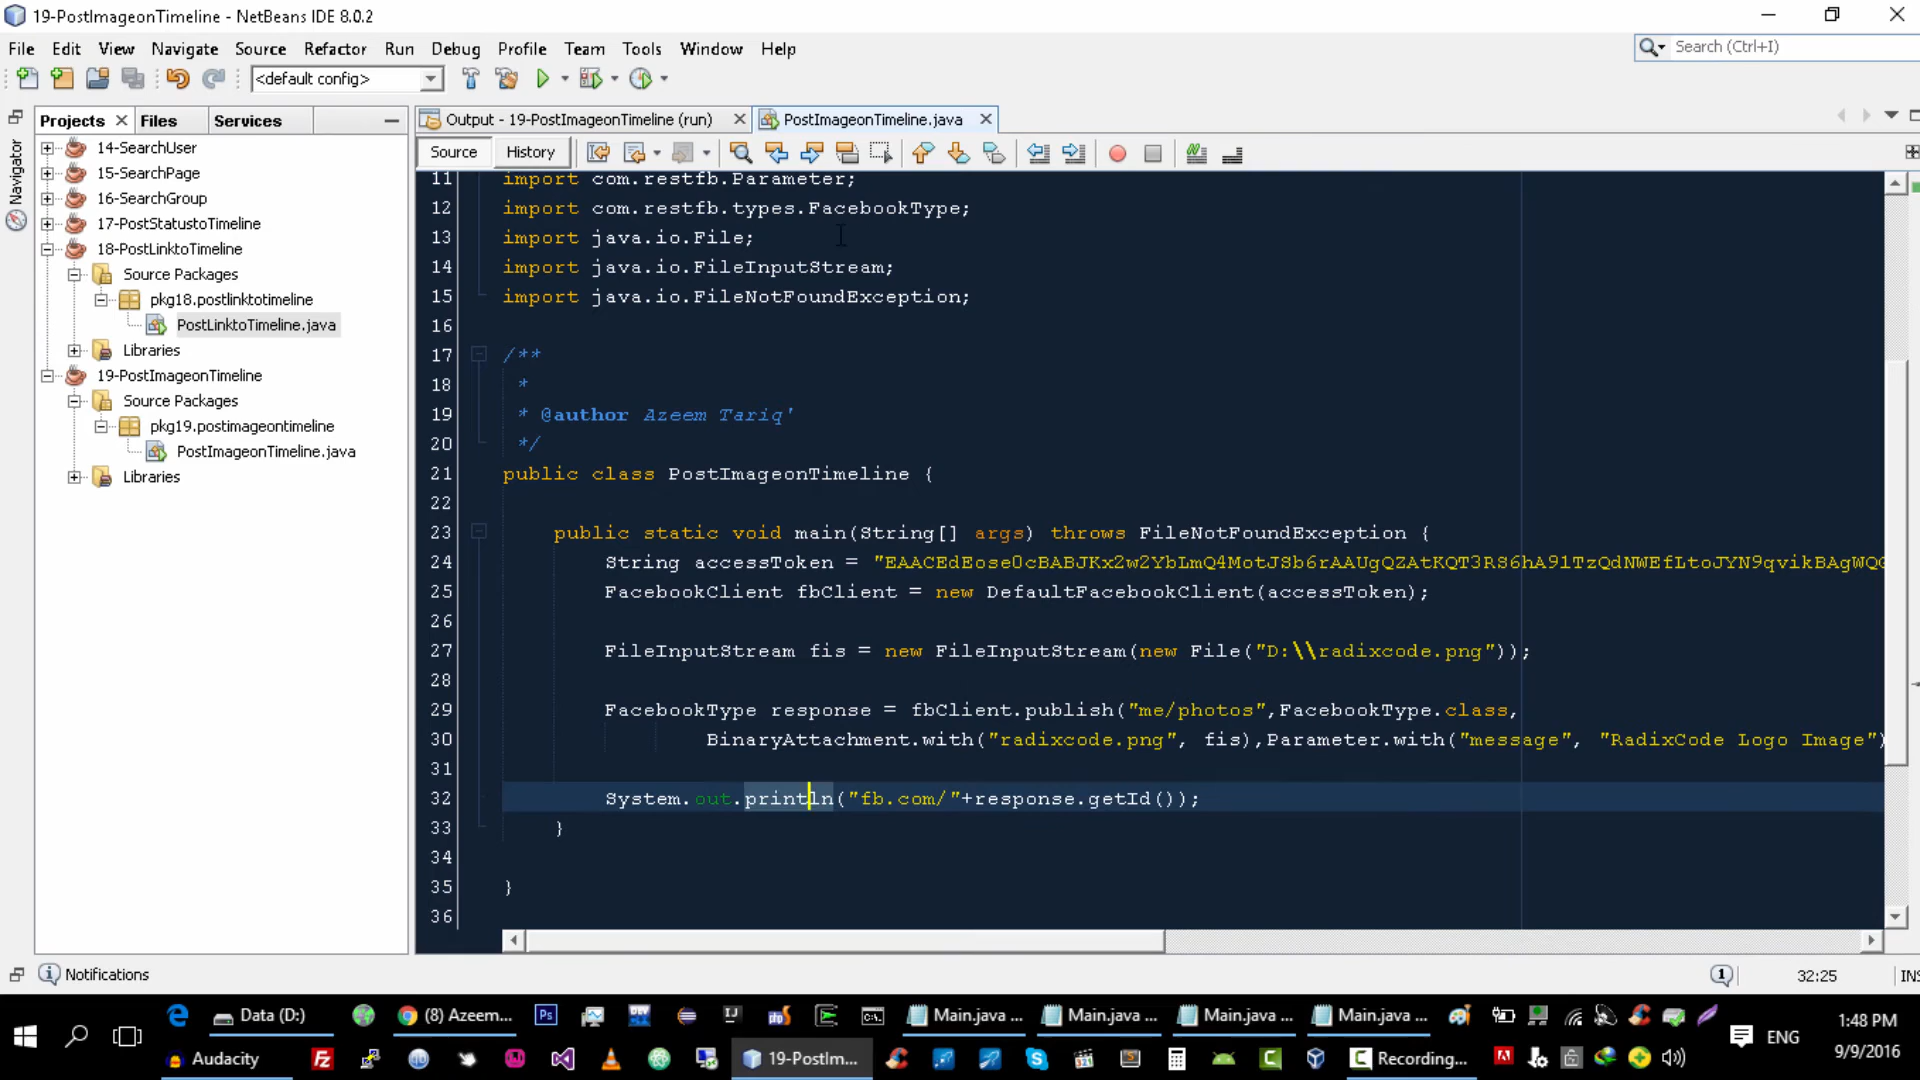 19-PostImageonTimeline - NetBeans IDE 8.0.2
File Edit View Navigate Source Refactor Run Debug Profile Team Tools Window Help
Search (Ctrl+I)
<default config>
Projects Files Services
Output - 19-PostImageonTimeline (run) PostImageonTimeline.java
Navigator
Source History
14-SearchUser
15-SearchPage
16-SearchGroup
17-PostStatustoTimeline
18-PostLinktoTimeline
Source Packages
pkg18.postlinktotimeline
PostLinktoTimeline.java
Libraries
19-PostImageonTimeline
Source Packages
pkg19.postimageontimeline
PostImageonTimeline.java
Libraries
11 import com.restfb.Parameter;
12 import com.restfb.types.FacebookType;
13 import java.io.File;
14 import java.io.FileInputStream;
15 import java.io.FileNotFoundException;
16
17 /**
18 *
19 * @author Azeem Tariq'
20 */
21 public class PostImageonTimeline {
22
23 public static void main(String[] args) throws FileNotFoundException {
24 String accessToken = "EAACEdEose0cBABJKx2w2YbLmQ4MotJSb6rAAUgQZAtKQT3RS6hA91TzQdNWEfLtoJYN9qvikBAgWQ
25 FacebookClient fbClient = new DefaultFacebookClient(accessToken);
26
27 FileInputStream fis = new FileInputStream(new File("D:\\radixcode.png"));
28
29 FacebookType response = fbClient.publish("me/photos",FacebookType.class,
30 BinaryAttachment.with("radixcode.png", fis),Parameter.with("message", "RadixCode Logo Image")
31
32 System.out.println("fb.com/"+response.getId());
33 }
34
35 }
36
Notifications
1
32:25
INS
Data (D:) (8) Azeem... Ps DEV IJ php Main.java ... Main.java ... Main.java ... Main.java ...
ENG
1:48 PM
9/9/2016
Audacity Fz 19-PostIm... Recording...